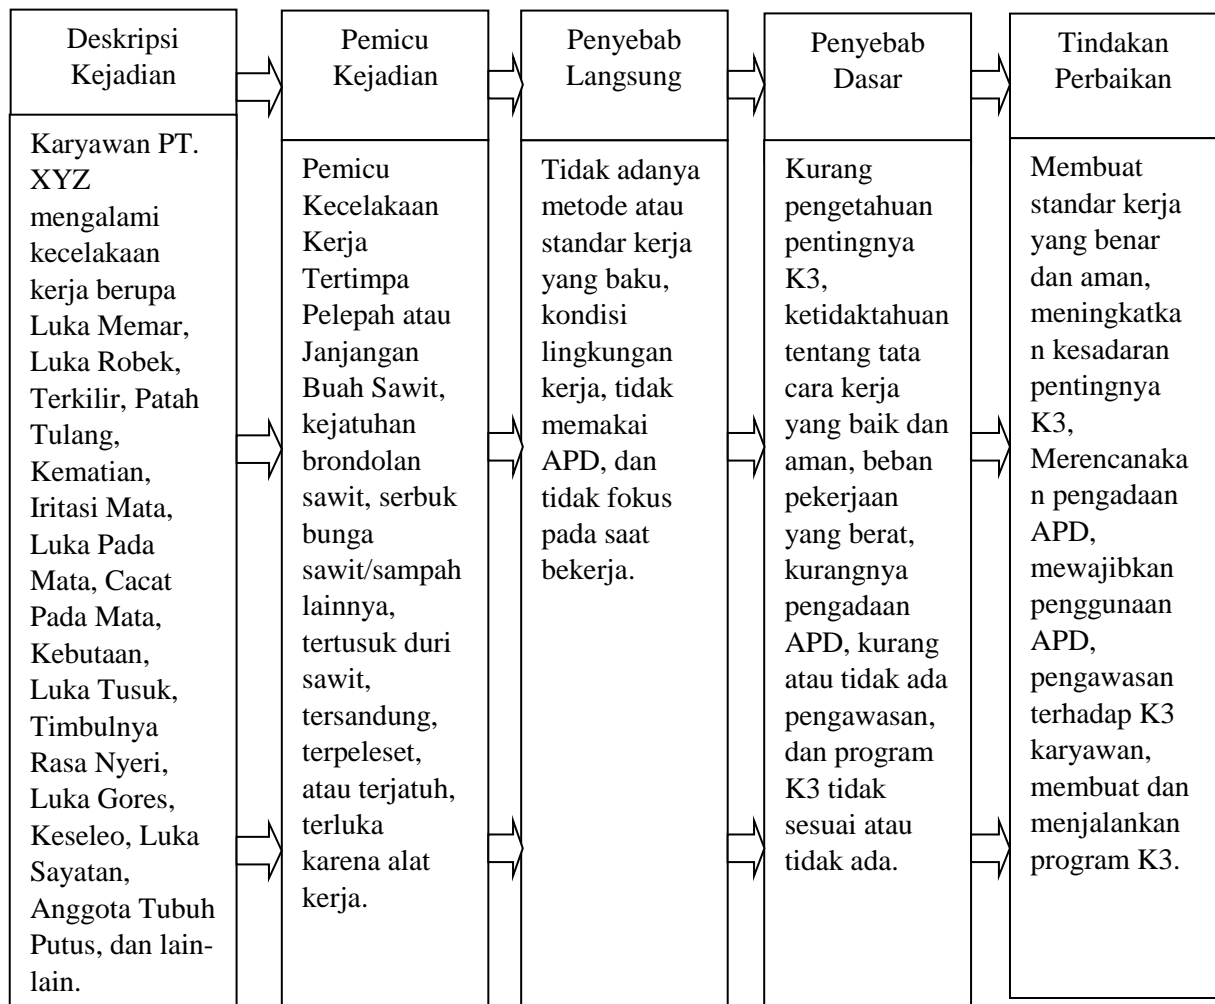 Deskripsi
Kejadian
Pemicu
Kejadian
Penyebab
Langsung
Penyebab
Dasar
Tindakan
Perbaikan
Karyawan PT.
XYZ
mengalami
kecelakaan
kerja berupa
Luka Memar,
Luka Robek,
Terkilir, Patah
Tulang,
Kematian,
Iritasi Mata,
Luka Pada
Mata, Cacat
Pada Mata,
Kebutaan,
Luka Tusuk,
Timbulnya
Rasa Nyeri,
Luka Gores,
Keseleo, Luka
Sayatan,
Anggota Tubuh
Putus, dan lain-
lain.
Pemicu
Kecelakaan
Kerja
Tertimpa
Pelepah atau
Janjangan
Buah Sawit,
kejatuhan
brondolan
sawit, serbuk
bunga
sawit/sampah
lainnya,
tertusuk duri
sawit,
tersandung,
terpeleset,
atau terjatuh,
terluka
karena alat
kerja.
Tidak adanya
metode atau
standar kerja
yang baku,
kondisi
lingkungan
kerja, tidak
memakai
APD, dan
tidak fokus
pada saat
bekerja.
Kurang
pengetahuan
pentingnya
K3,
ketidaktahuan
tentang tata
cara kerja
yang baik dan
aman, beban
pekerjaan
yang berat,
kurangnya
pengadaan
APD, kurang
atau tidak ada
pengawasan,
dan program
K3 tidak
sesuai atau
tidak ada.
Membuat
standar kerja
yang benar
dan aman,
meningkatka
n kesadaran
pentingnya
K3,
Merencanaka
n pengadaan
APD,
mewajibkan
penggunaan
APD,
pengawasan
terhadap K3
karyawan,
membuat dan
menjalankan
program K3.